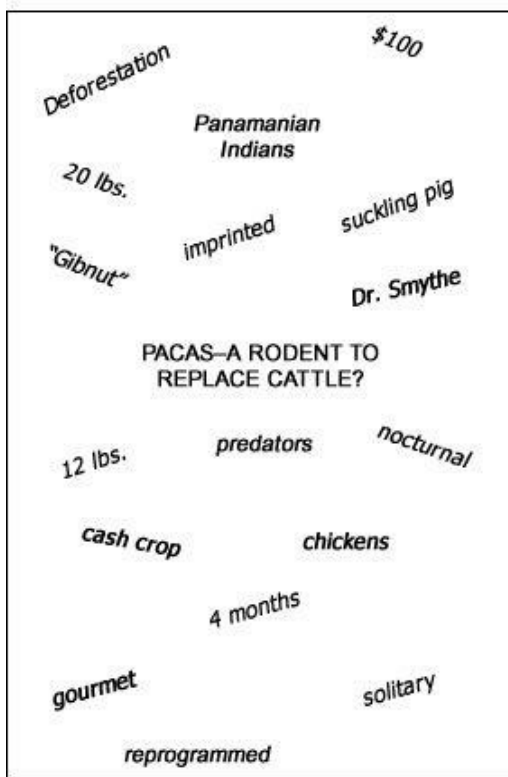 Deforestation
$100
Panamanian
Indians
20 lbs.
suckling pig
imprinted
"Gibnut"
Dr. Smythe
PACAS–A RODENT TO
REPLACE CATTLE?
predators
nocturnal
12 lbs.
cash crop
chickens
4 months
gourmet
solitary
reprogrammed